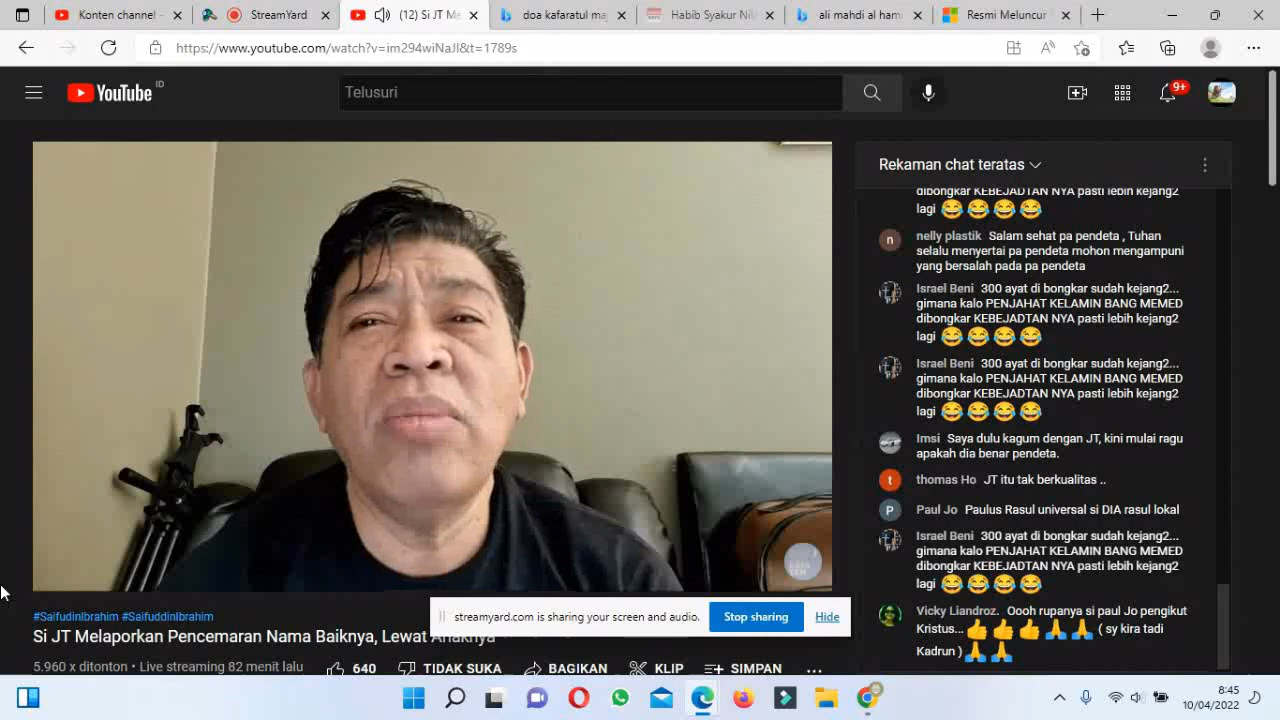 Konten channel -
StreamYard
(12) Si JT Me
doa kafaratul maj
Habib Syakur Nil
ali mahdi al ham
Resmi Meluncur
https://www.youtube.com/watch?v=im294wiNaJI&t=1789s
YouTube ID
Telusuri
9+
Rekaman chat teratas
dibongkar KEBEJADTAN NYA pasti lebih kejang2
lagi 😂😂😂😂
nelly plastik Salam sehat pa pendeta , Tuhan
selalu menyertai pa pendeta mohon mengampuni
yang bersalah pada pa pendeta
Israel Beni 300 ayat di bongkar sudah kejang2...
gimana kalo PENJAHAT KELAMIN BANG MEMED
dibongkar KEBEJADTAN NYA pasti lebih kejang2
lagi 😂😂😂😂
Israel Beni 300 ayat di bongkar sudah kejang2...
gimana kalo PENJAHAT KELAMIN BANG MEMED
dibongkar KEBEJADTAN NYA pasti lebih kejang2
lagi 😂😂😂😂
Imsi Saya dulu kagum dengan JT, kini mulai ragu
apakah dia benar pendeta.
thomas Ho JT itu tak berkualitas ..
Paul Jo Paulus Rasul universal si DIA rasul lokal
Israel Beni 300 ayat di bongkar sudah kejang2...
gimana kalo PENJAHAT KELAMIN BANG MEMED
dibongkar KEBEJADTAN NYA pasti lebih kejang2
lagi 😂😂😂😂
Vicky Liandroz. Oooh rupanya si paul Jo pengikut
Kristus...👍👍👍🙏🙏 ( sy kira tadi
Kadrun )🙏🙏
#SaifudinIbrahim #SaifuddinIbrahim
streamyard.com is sharing your screen and audio.
Stop sharing
Hide
Si JT Melaporkan Pencemaran Nama Baiknya, Lewat Anaknya
5.960 x ditonton • Live streaming 82 menit lalu
640
TIDAK SUKA
BAGIKAN
KLIP
SIMPAN
8:45
10/04/2022